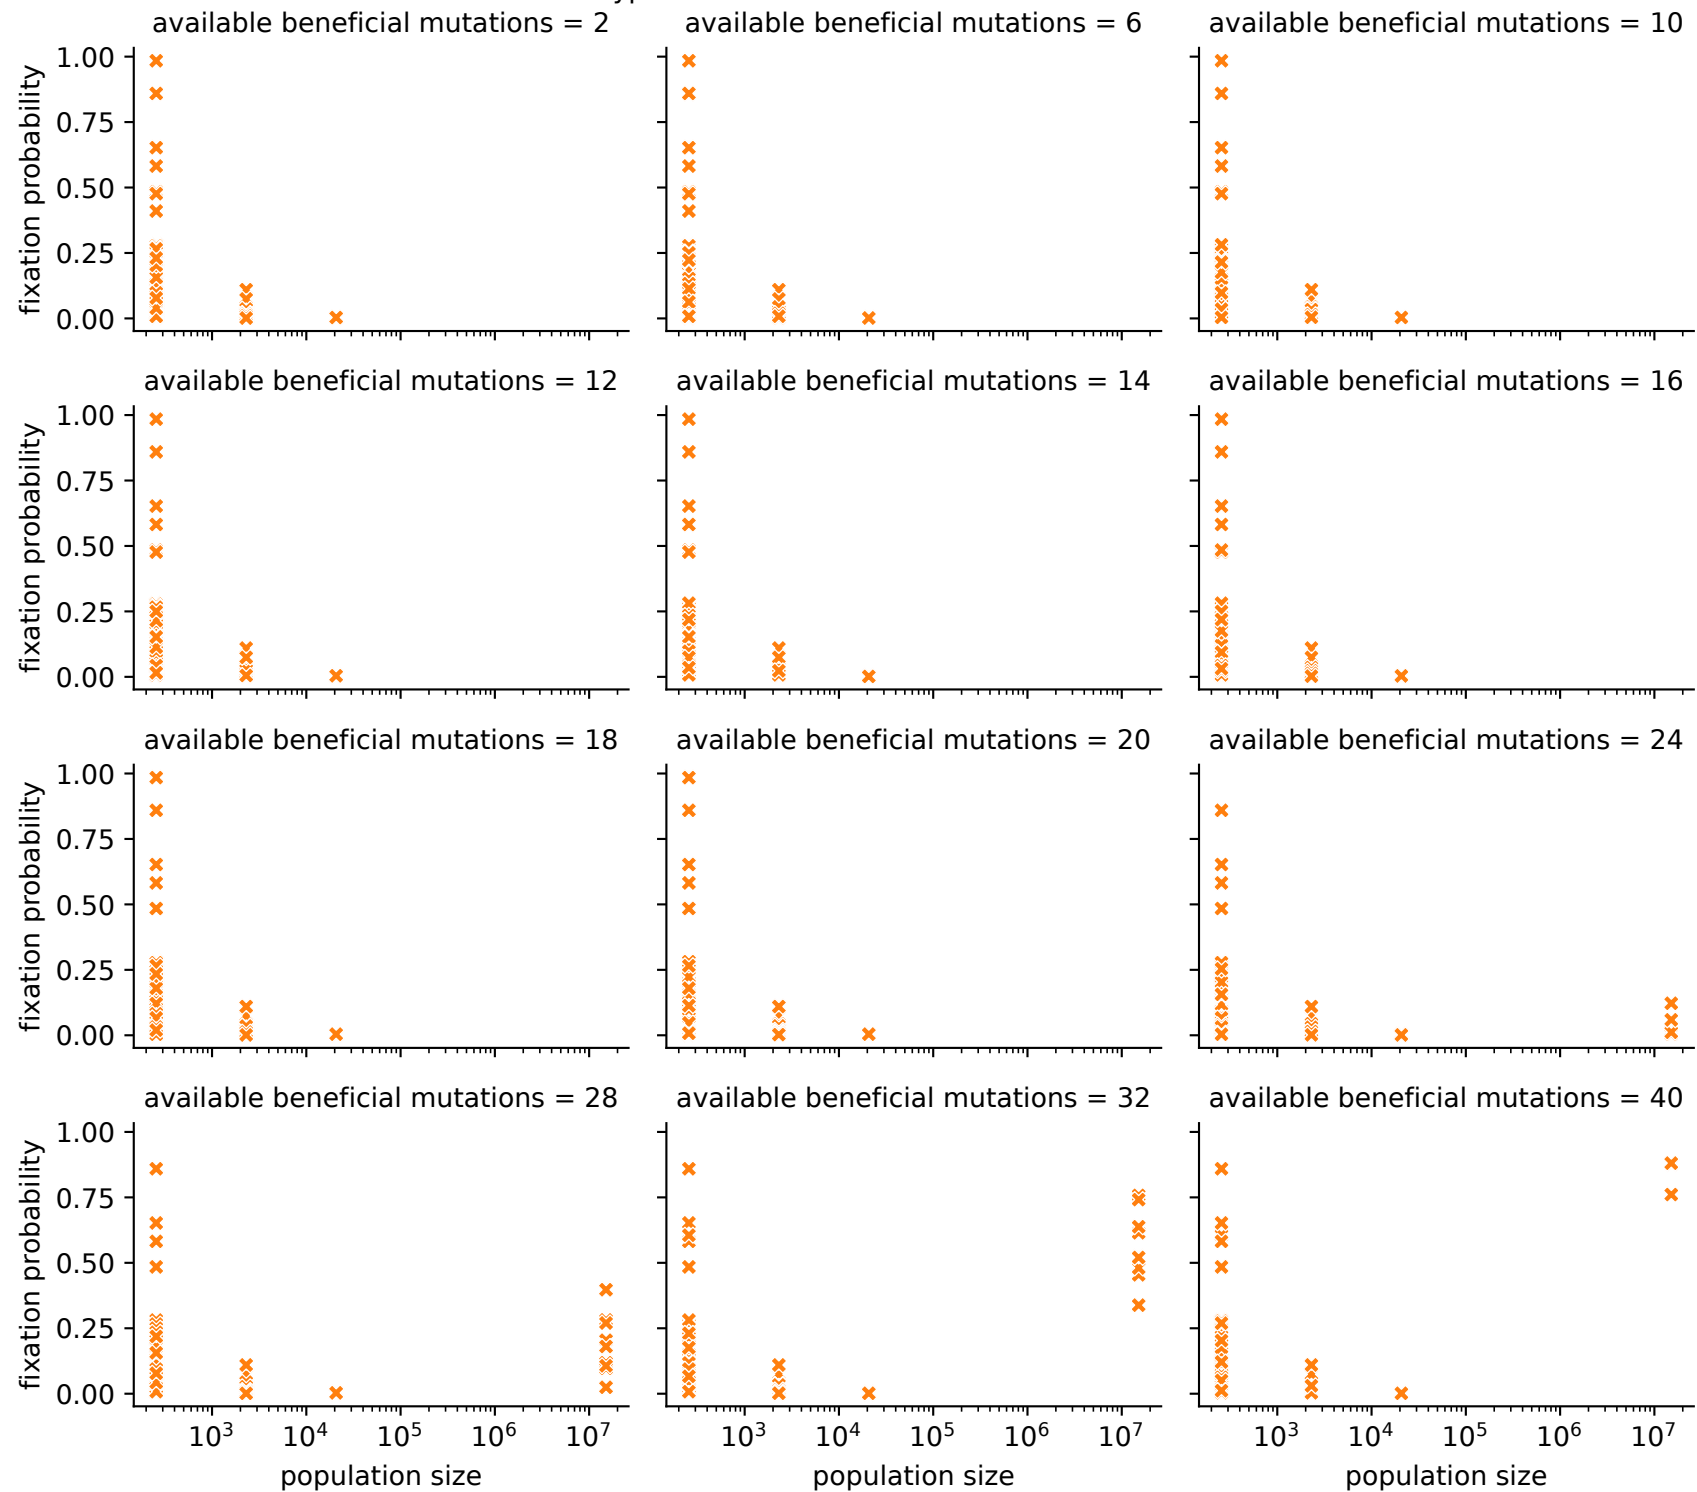 available beneficial mutations = 2
available beneficial mutations = 6
available beneficial mutations = 10
fixation probability
1.00
0.75
0.50
0.25
0.00
available beneficial mutations = 12
available beneficial mutations = 14
available beneficial mutations = 16
fixation probability
1.00
0.75
0.50
0.25
0.00
available beneficial mutations = 18
available beneficial mutations = 20
available beneficial mutations = 24
fixation probability
1.00
0.75
0.50
0.25
0.00
available beneficial mutations = 28
available beneficial mutations = 32
available beneficial mutations = 40
fixation probability
1.00
0.75
0.50
0.25
0.00
10³ 10⁴ 10⁵ 10⁶ 10⁷
10³ 10⁴ 10⁵ 10⁶ 10⁷
10³ 10⁴ 10⁵ 10⁶ 10⁷
population size
population size
population size